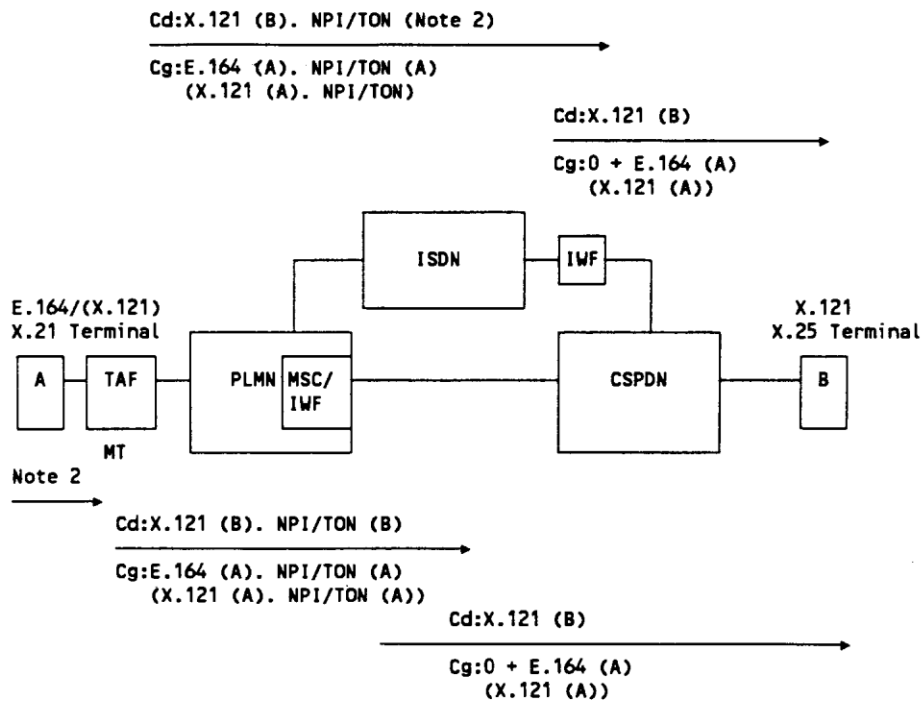 Cd:X.121 (B). NPI/TON (Note 2)
Cg:E.164 (A). NPI/TON (A)
(X.121 (A). NPI/TON)
Cd:X.121 (B)
Cg:0 + E.164 (A)
(X.121 (A))
ISDN
IWF
E.164/(X.121)
X.21 Terminal
X.121
X.25 Terminal
A
TAF
PLMN
MSC/
IWF
CSPDN
B
MT
Note 2
Cd:X.121 (B). NPI/TON (B)
Cg:E.164 (A). NPI/TON (A)
(X.121 (A). NPI/TON (A))
Cd:X.121 (B)
Cg:0 + E.164 (A)
(X.121 (A))